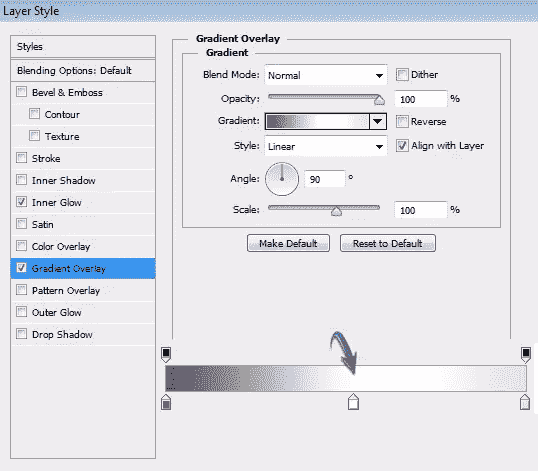 Layer Style
Styles
Blending Options: Default
Bevel & Emboss
Contour
Texture
Stroke
Inner Shadow
Inner Glow
Satin
Color Overlay
Gradient Overlay
Pattern Overlay
Outer Glow
Drop Shadow
Gradient Overlay
Gradient
Blend Mode: Normal Dither
Opacity: 100 %
Gradient: Reverse
Style: Linear Align with Layer
Angle: 90 °
Scale: 100 %
Make Default Reset to Default